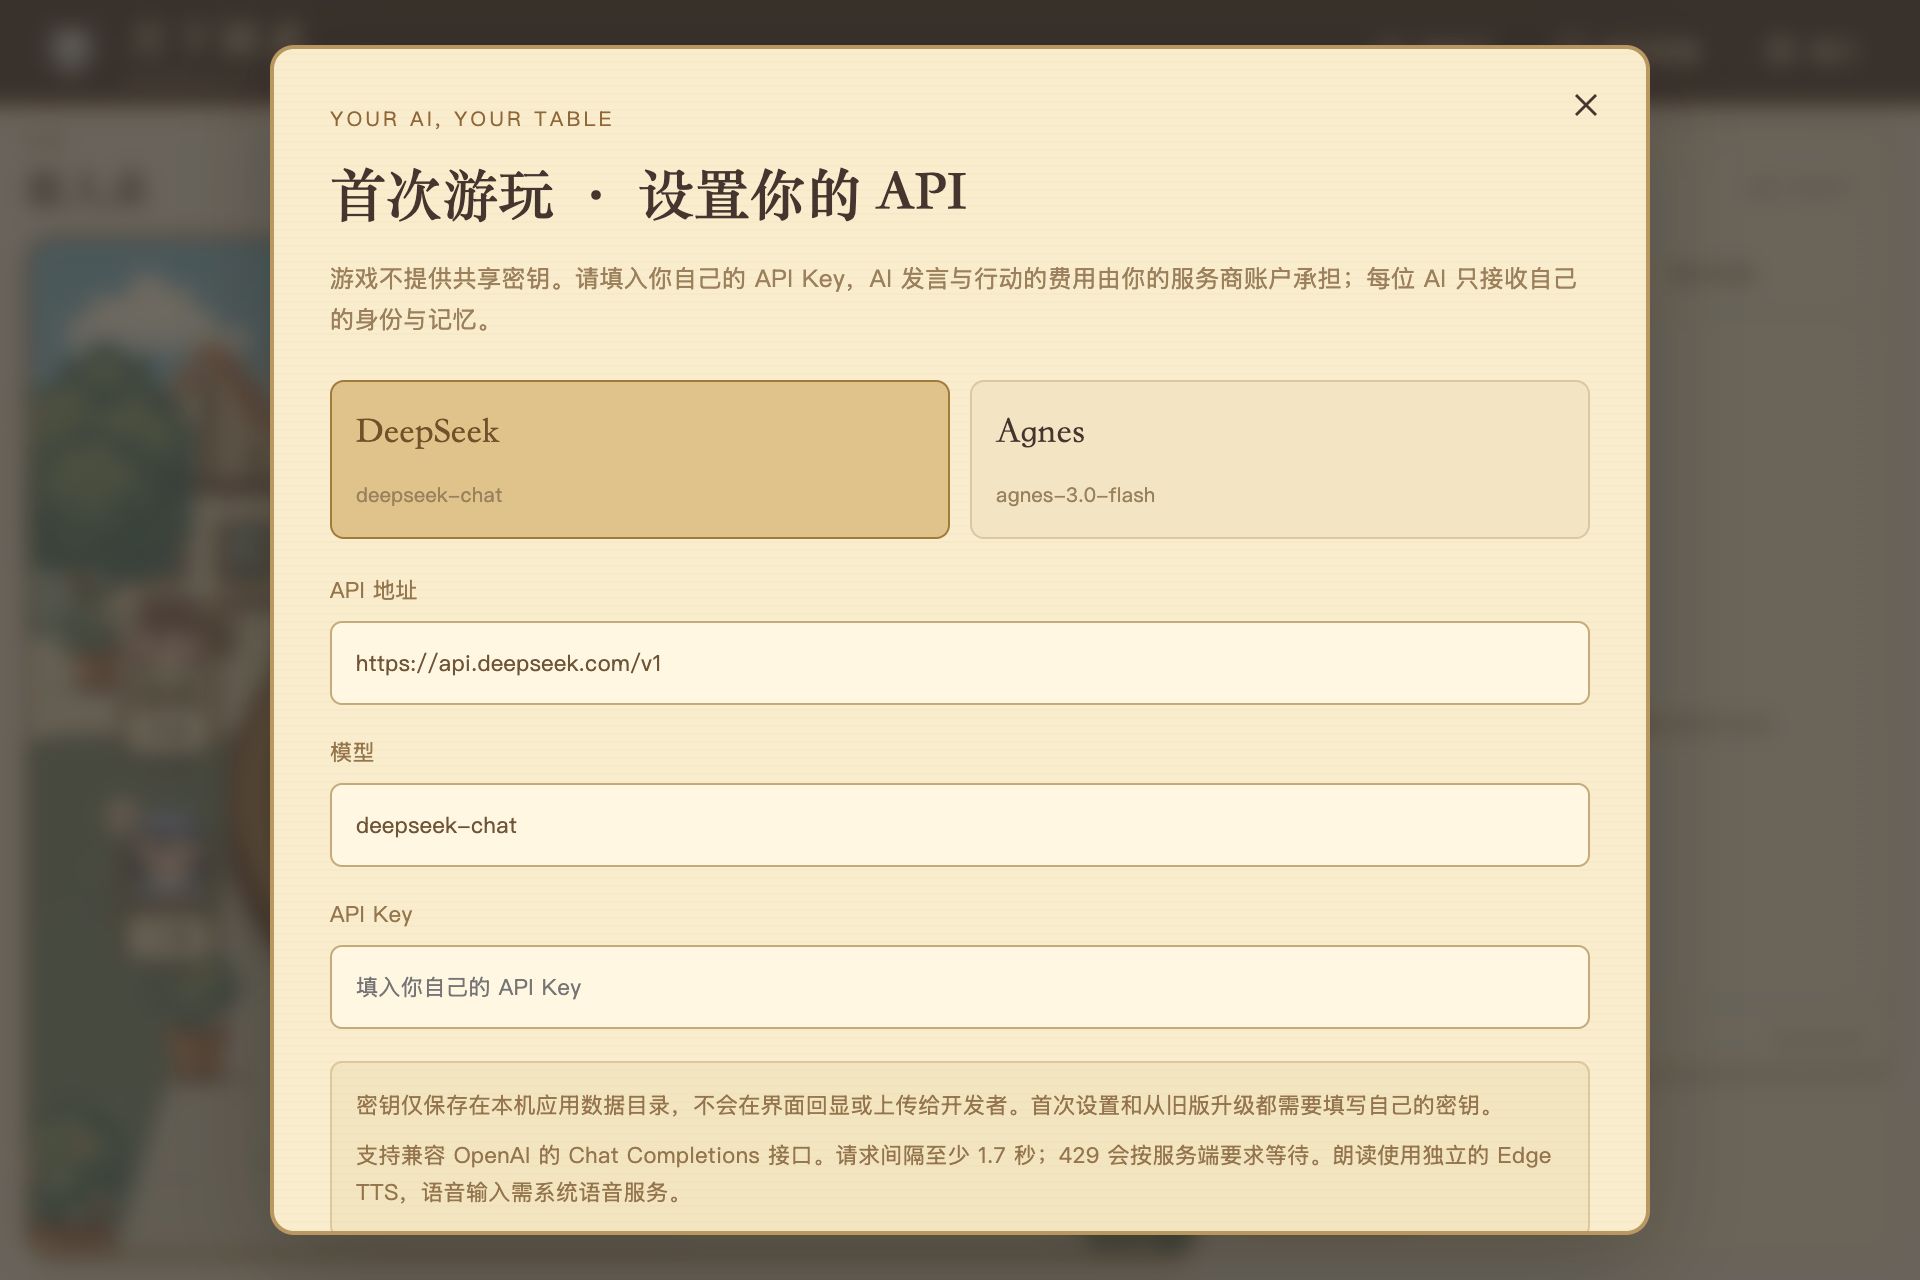 YOUR AI, YOUR TABLE
首次游玩 · 设置你的 API
游戏不提供共享密钥。请填入你自己的 API Key，AI 发言与行动的费用由你的服务商账户承担；每位 AI 只接收自己
的身份与记忆。
DeepSeek
deepseek-chat
Agnes
agnes-3.0-flash
API 地址
https://api.deepseek.com/v1
模型
deepseek-chat
API Key
填入你自己的 API Key
密钥仅保存在本机应用数据目录，不会在界面回显或上传给开发者。首次设置和从旧版升级都需要填写自己的密钥。
支持兼容 OpenAI 的 Chat Completions 接口。请求间隔至少 1.7 秒；429 会按服务端要求等待。朗读使用独立的 Edge
TTS，语音输入需系统语音服务。